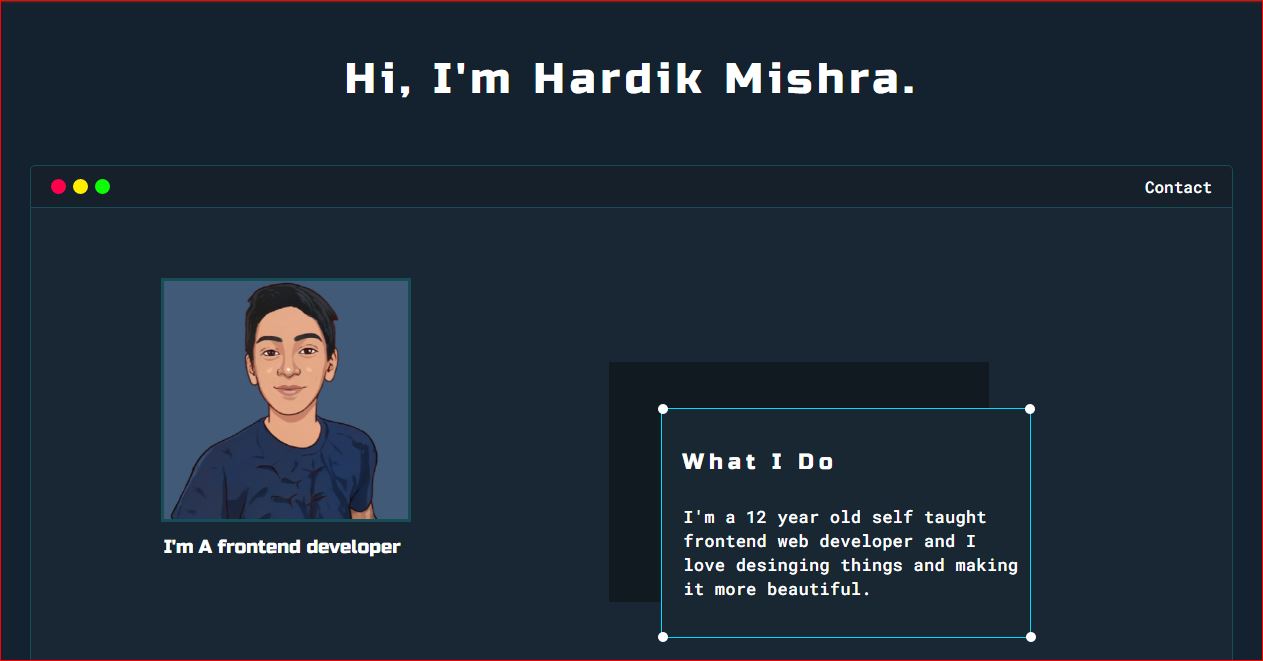 Hi, I'm Hardik Mishra.
Contact
I'm A frontend developer
What I Do
I'm a 12 year old self taught
frontend web developer and I
love desinging things and making
it more beautiful.